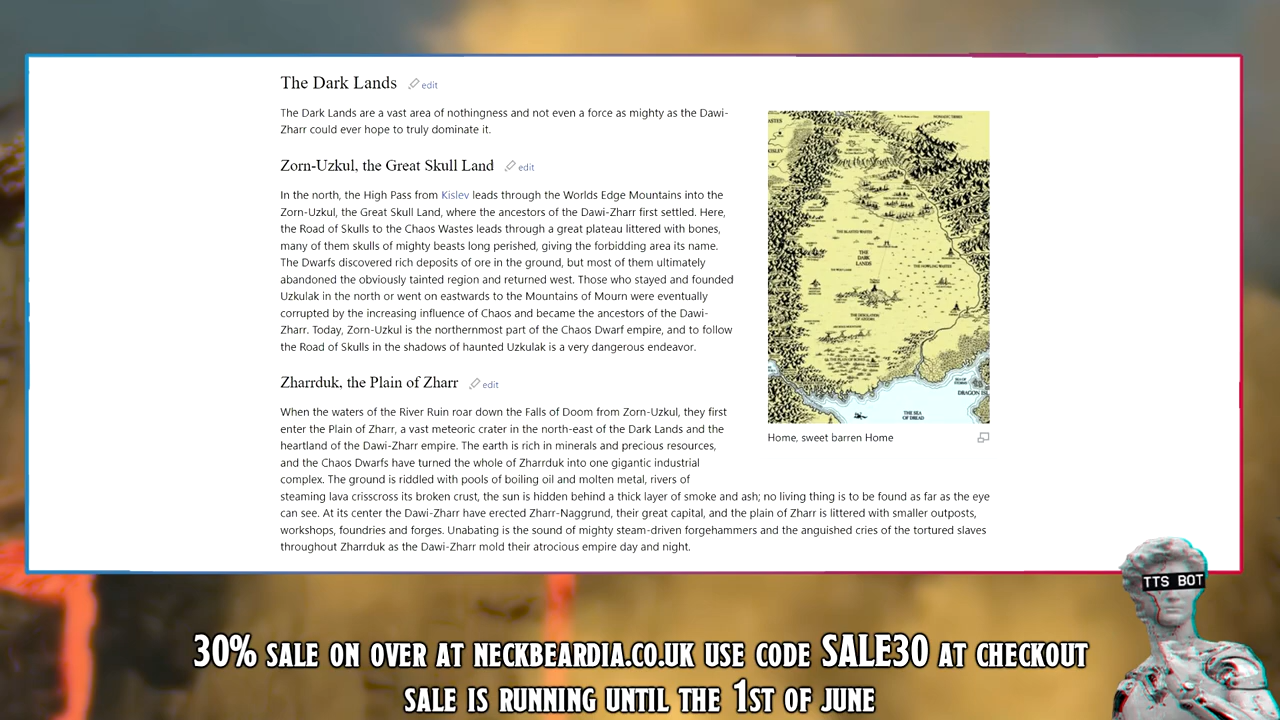 The Dark Lands edit
The Dark Lands are a vast area of nothingness and not even a force as mighty as the Dawi-
Zharr could ever hope to truly dominate it.
Zorn-Uzkul, the Great Skull Land edit
In the north, the High Pass from Kislev leads through the Worlds Edge Mountains into the
Zorn-Uzkul, the Great Skull Land, where the ancestors of the Dawi-Zharr first settled. Here,
the Road of Skulls to the Chaos Wastes leads through a great plateau littered with bones,
many of them skulls of mighty beasts long perished, giving the forbidding area its name.
The Dwarfs discovered rich deposits of ore in the ground, but most of them ultimately
abandoned the obviously tainted region and returned west. Those who stayed and founded
Uzkulak in the north or went on eastwards to the Mountains of Mourn were eventually
corrupted by the increasing influence of Chaos and became the ancestors of the Dawi-
Zharr. Today, Zorn-Uzkul is the northernmost part of the Chaos Dwarf empire, and to follow
the Road of Skulls in the shadows of haunted Uzkulak is a very dangerous endeavor.
Zharrduk, the Plain of Zharr edit
When the waters of the River Ruin roar down the Falls of Doom from Zorn-Uzkul, they first
enter the Plain of Zharr, a vast meteoric crater in the north-east of the Dark Lands and the
heartland of the Dawi-Zharr empire. The earth is rich in minerals and precious resources,
and the Chaos Dwarfs have turned the whole of Zharrduk into one gigantic industrial
complex. The ground is riddled with pools of boiling oil and molten metal, rivers of
steaming lava crisscross its broken crust, the sun is hidden behind a thick layer of smoke and ash; no living thing is to be found as far as the eye
can see. At its center the Dawi-Zharr have erected Zharr-Naggrund, their great capital, and the plain of Zharr is littered with smaller outposts,
workshops, foundries and forges. Unabating is the sound of mighty steam-driven forgehammers and the anguished cries of the tortured slaves
throughout Zharrduk as the Dawi-Zharr mold their atrocious empire day and night.
THE BLASTED WASTES
THE
DARK
LANDS
THE HOWLING WASTES
THE DESOLATION
OF AZGORH
THE PLAIN OF BONES
DRAGON ISL
THE SEA
OF DREAD
Home, sweet barren Home
TTS BOT
30% SALE ON OVER AT NECKBEARDIA.CO.UK USE CODE SALE30 AT CHECKOUT
SALE IS RUNNING UNTIL THE 1ST OF JUNE